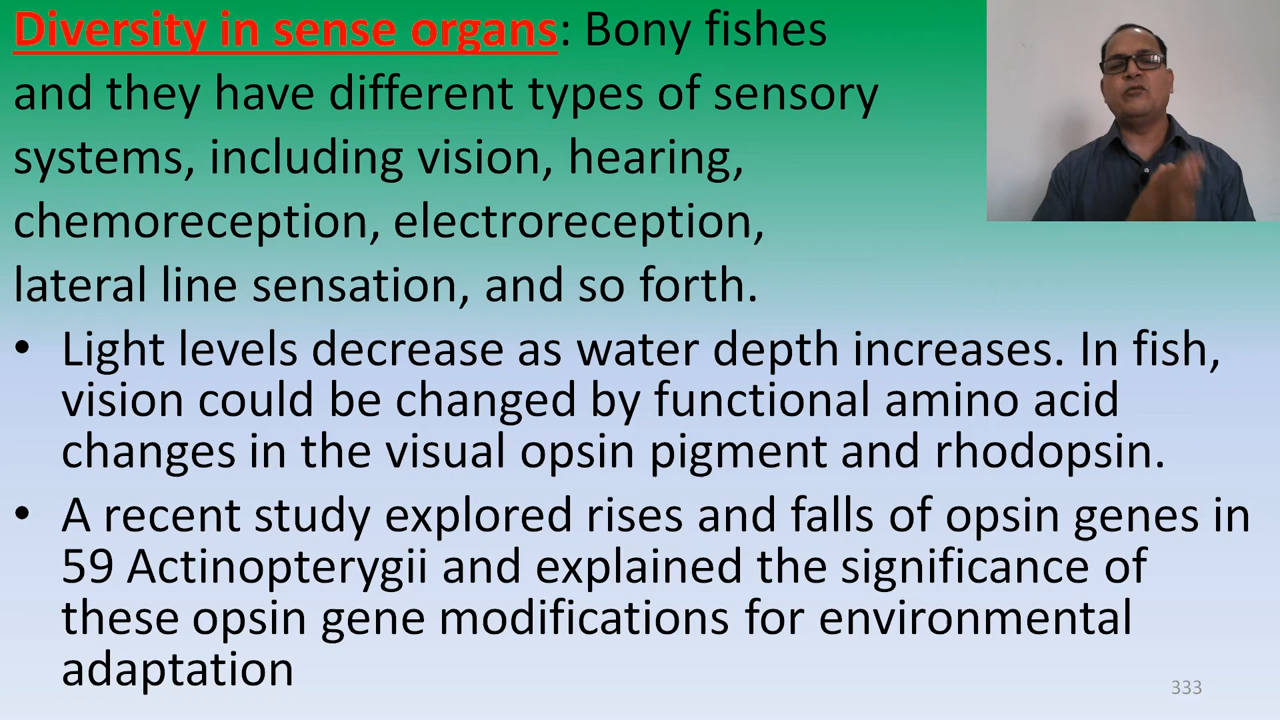 Diversity in sense organs: Bony fishes
and they have different types of sensory
systems, including vision, hearing,
chemoreception, electroreception,
lateral line sensation, and so forth.
• Light levels decrease as water depth increases. In fish,
vision could be changed by functional amino acid
changes in the visual opsin pigment and rhodopsin.
• A recent study explored rises and falls of opsin genes in
59 Actinopterygii and explained the significance of
these opsin gene modifications for environmental
adaptation
333